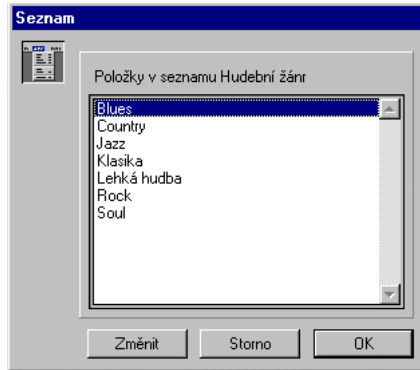 Seznam
Položky v seznamu Hudební žánr
Blues
Country
Jazz
Klasika
Lehká hudba
Rock
Soul
Změnit
Storno
OK